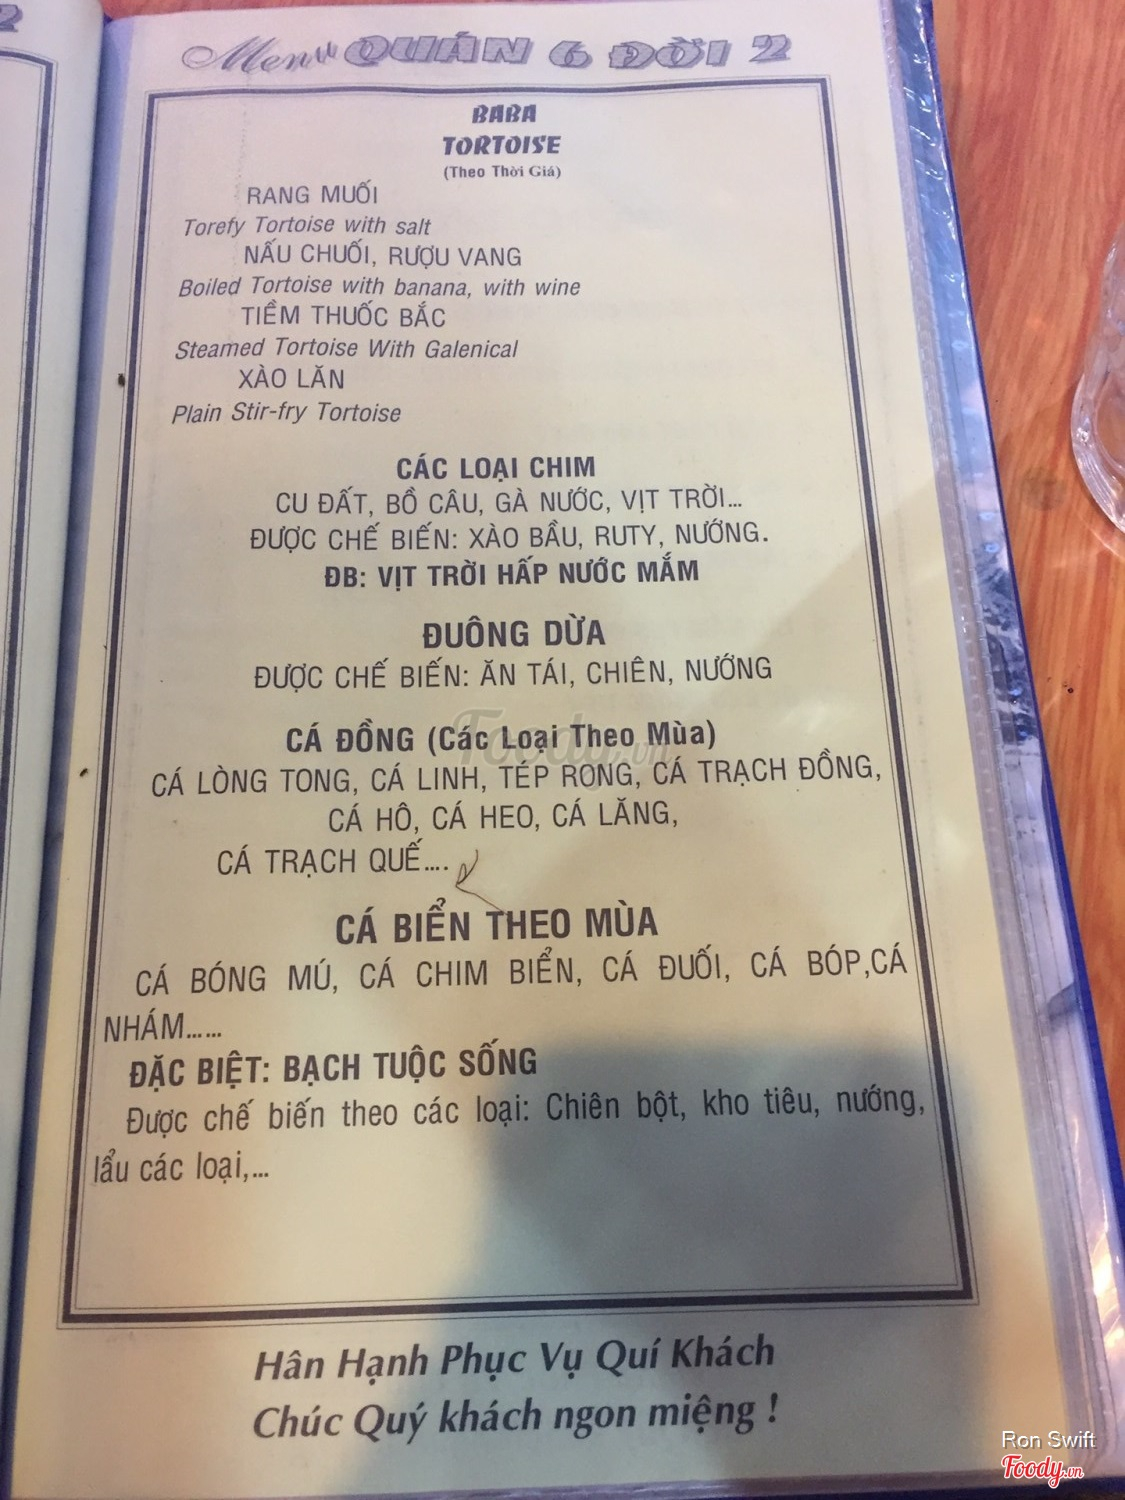 2
Menu QUÁN 6 ĐỜI 2
BABA
TORTOISE
(Theo Thời Giá)
RANG MUỐI
Torefy Tortoise with salt
NẤU CHUỐI, RƯỢU VANG
Boiled Tortoise with banana, with wine
TIỀM THUỐC BẮC
Steamed Tortoise With Galenical
XÀO LĂN
Plain Stir-fry Tortoise
CÁC LOẠI CHIM
CU ĐẤT, BỒ CÂU, GÀ NƯỚC, VỊT TRỜI...
ĐƯỢC CHẾ BIẾN: XÀO BẦU, RUTY, NƯỚNG.
ĐB: VỊT TRỜI HẤP NƯỚC MẮM
ĐUÔNG DỪA
ĐƯỢC CHẾ BIẾN: ĂN TÁI, CHIÊN, NƯỚNG
CÁ ĐỒNG (Các Loại Theo Mùa)
Foody.vn
CÁ LÒNG TONG, CÁ LINH, TÉP RONG, CÁ TRẠCH ĐỒNG,
CÁ HÔ, CÁ HEO, CÁ LĂNG,
CÁ TRẠCH QUẾ....
CÁ BIỂN THEO MÙA
CÁ BÓNG MÚ, CÁ CHIM BIỂN, CÁ ĐUỐI, CÁ BÓP,CÁ
NHÁM......
ĐẶC BIỆT: BẠCH TUỘC SỐNG
Được chế biến theo các loại: Chiên bột, kho tiêu, nướng,
lẩu các loại,...
Hân Hạnh Phục Vụ Quí Khách
Chúc Quý khách ngon miệng !
Ron Swift
Foody.vn